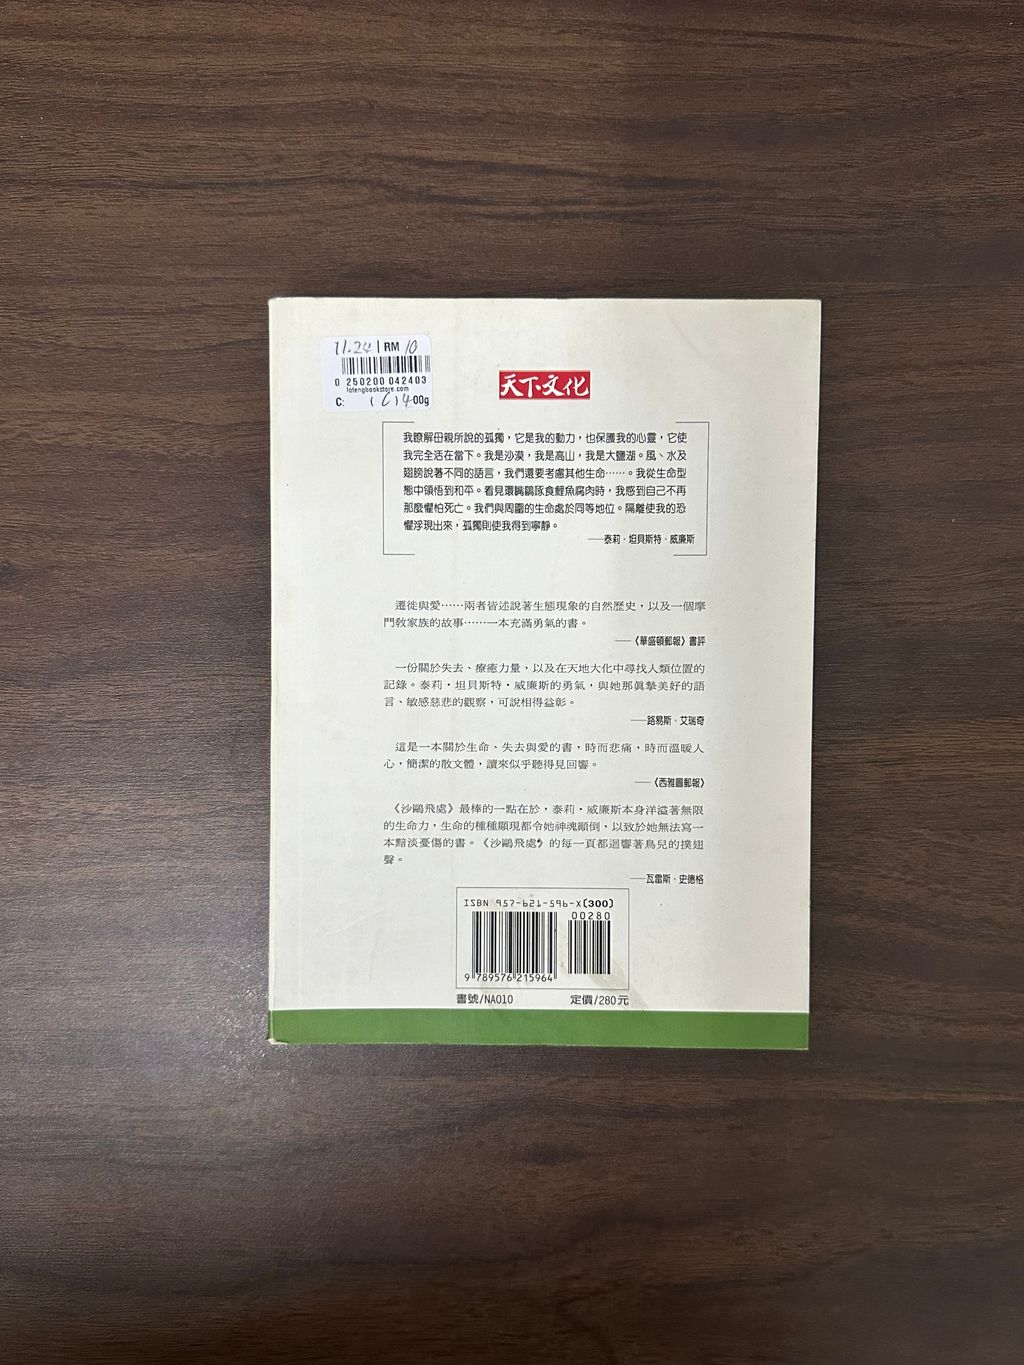 11.24 | RM 10
0 250200 042403
lotengbookstore.com
C: ( C ) 4.00g
天下文化
我瞭解母親所說的孤獨，它是我的動力，也保護我的心靈，它使
我完全活在當下。我是沙漠，我是高山，我是大鹽湖。風、水及
翅膀說著不同的語言，我們還要考慮其他生命……。我從生命型
態中領悟到和平。看見環嘴鷗啄食鯉魚腐肉時，我感到自己不再
那麼懼怕死亡。我們與周圍的生命處於同等地位。隔離使我的恐
懼浮現出來，孤獨則使我得到寧靜。
──泰莉．坦貝斯特．威廉斯
遷徙與愛……兩者皆述說著生態現象的自然歷史，以及一個摩
門教家族的故事……一本充滿勇氣的書。
──《華盛頓郵報》書評
一份關於失去、療癒力量，以及在天地大化中尋找人類位置的
記錄。泰莉．坦貝斯特．威廉斯的勇氣，與她那眞摯美好的語
言、敏感慈悲的觀察，可說相得益彰。
──路易斯．艾瑞奇
這是一本關於生命、失去與愛的書，時而悲痛，時而溫暖人
心，簡潔的散文體，讀來似乎聽得見回響。
──《西雅圖郵報》
《沙鷗飛處》最棒的一點在於，泰莉．威廉斯本身洋溢著無限
的生命力，生命的種種顯現都令她神魂顚倒，以致於她無法寫一
本黯淡憂傷的書。《沙鷗飛處》的每一頁都迴響著鳥兒的撲翅
聲。
──瓦雷斯．史德格
ISBN 957-621-596-X(300)
00280
9 789576 215964
書號/NA010 定價/280元